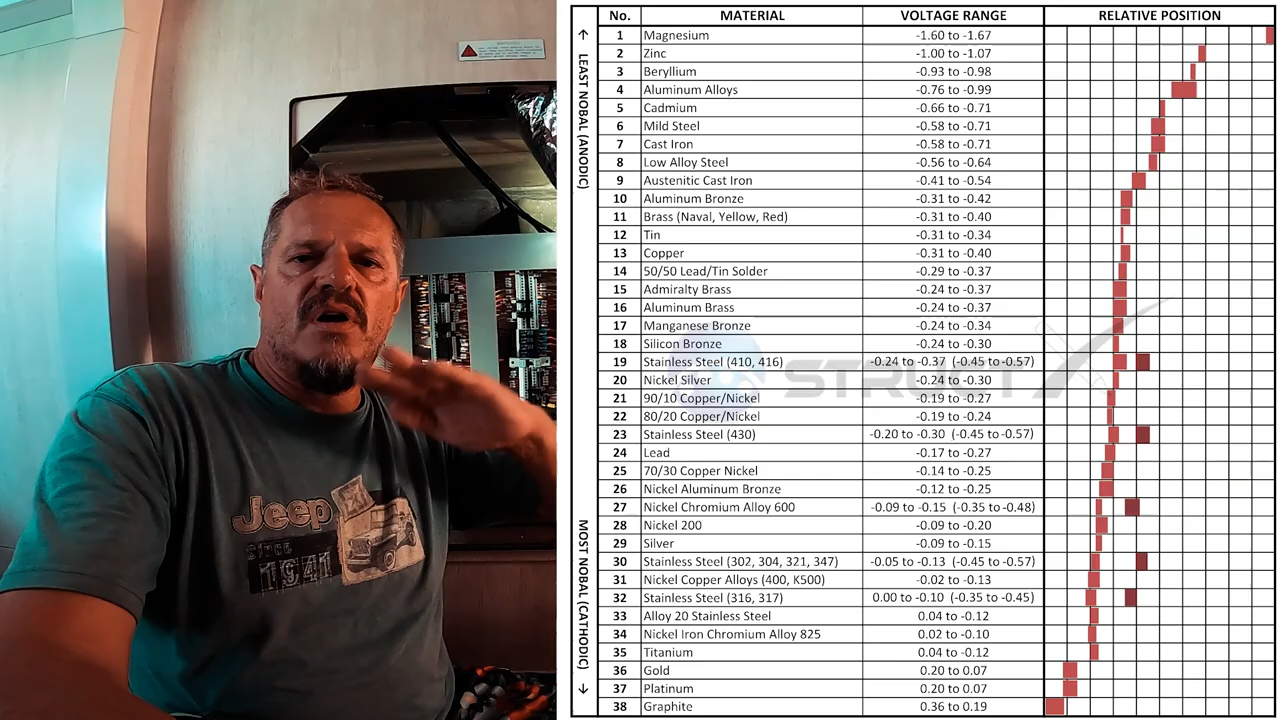 Jeep
Since
1941
No. MATERIAL VOLTAGE RANGE RELATIVE POSITION
LEAST NOBAL (ANODIC)
MOST NOBAL (CATHODIC)
1 Magnesium -1.60 to -1.67
2 Zinc -1.00 to -1.07
3 Beryllium -0.93 to -0.98
4 Aluminum Alloys -0.76 to -0.99
5 Cadmium -0.66 to -0.71
6 Mild Steel -0.58 to -0.71
7 Cast Iron -0.58 to -0.71
8 Low Alloy Steel -0.56 to -0.64
9 Austenitic Cast Iron -0.41 to -0.54
10 Aluminum Bronze -0.31 to -0.42
11 Brass (Naval, Yellow, Red) -0.31 to -0.40
12 Tin -0.31 to -0.34
13 Copper -0.31 to -0.40
14 50/50 Lead/Tin Solder -0.29 to -0.37
15 Admiralty Brass -0.24 to -0.37
16 Aluminum Brass -0.24 to -0.37
17 Manganese Bronze -0.24 to -0.34
18 Silicon Bronze -0.24 to -0.30
19 Stainless Steel (410, 416) -0.24 to -0.37 (-0.45 to -0.57)
20 Nickel Silver -0.24 to -0.30
21 90/10 Copper/Nickel -0.19 to -0.27
22 80/20 Copper/Nickel -0.19 to -0.24
23 Stainless Steel (430) -0.20 to -0.30 (-0.45 to -0.57)
24 Lead -0.17 to -0.27
25 70/30 Copper Nickel -0.14 to -0.25
26 Nickel Aluminum Bronze -0.12 to -0.25
27 Nickel Chromium Alloy 600 -0.09 to -0.15 (-0.35 to -0.48)
28 Nickel 200 -0.09 to -0.20
29 Silver -0.09 to -0.15
30 Stainless Steel (302, 304, 321, 347) -0.05 to -0.13 (-0.45 to -0.57)
31 Nickel Copper Alloys (400, K500) -0.02 to -0.13
32 Stainless Steel (316, 317) 0.00 to -0.10 (-0.35 to -0.45)
33 Alloy 20 Stainless Steel 0.04 to -0.12
34 Nickel Iron Chromium Alloy 825 0.02 to -0.10
35 Titanium 0.04 to -0.12
36 Gold 0.20 to 0.07
37 Platinum 0.20 to 0.07
38 Graphite 0.36 to 0.19
STRUCTX